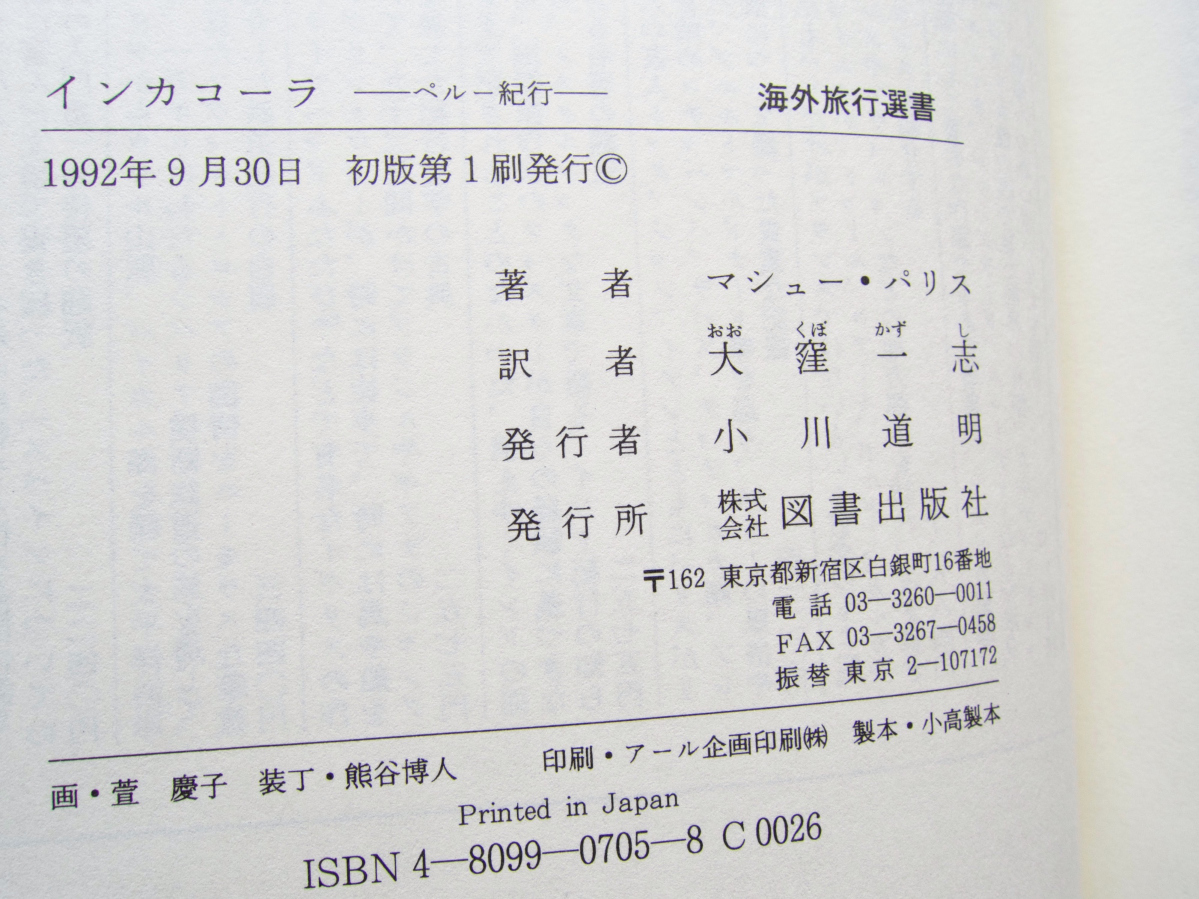 インカコーラ ――ペルー紀行―― 海外旅行選書
1992年9月30日 初版第1刷発行©
著者 マシュー・パリス
おお くぼ かず し
訳者 大窪一志
発行者 小川道明
発行所 株式会社 図書出版社
〒162 東京都新宿区白銀町16番地
電話 03―3260―0011
FAX 03―3267―0458
振替 東京 2―107172
画・萱 慶子 装丁・熊谷博人 印刷・アール企画印刷㈱ 製本・小高製本
Printed in Japan
ISBN 4―8099―0705―8 C0026